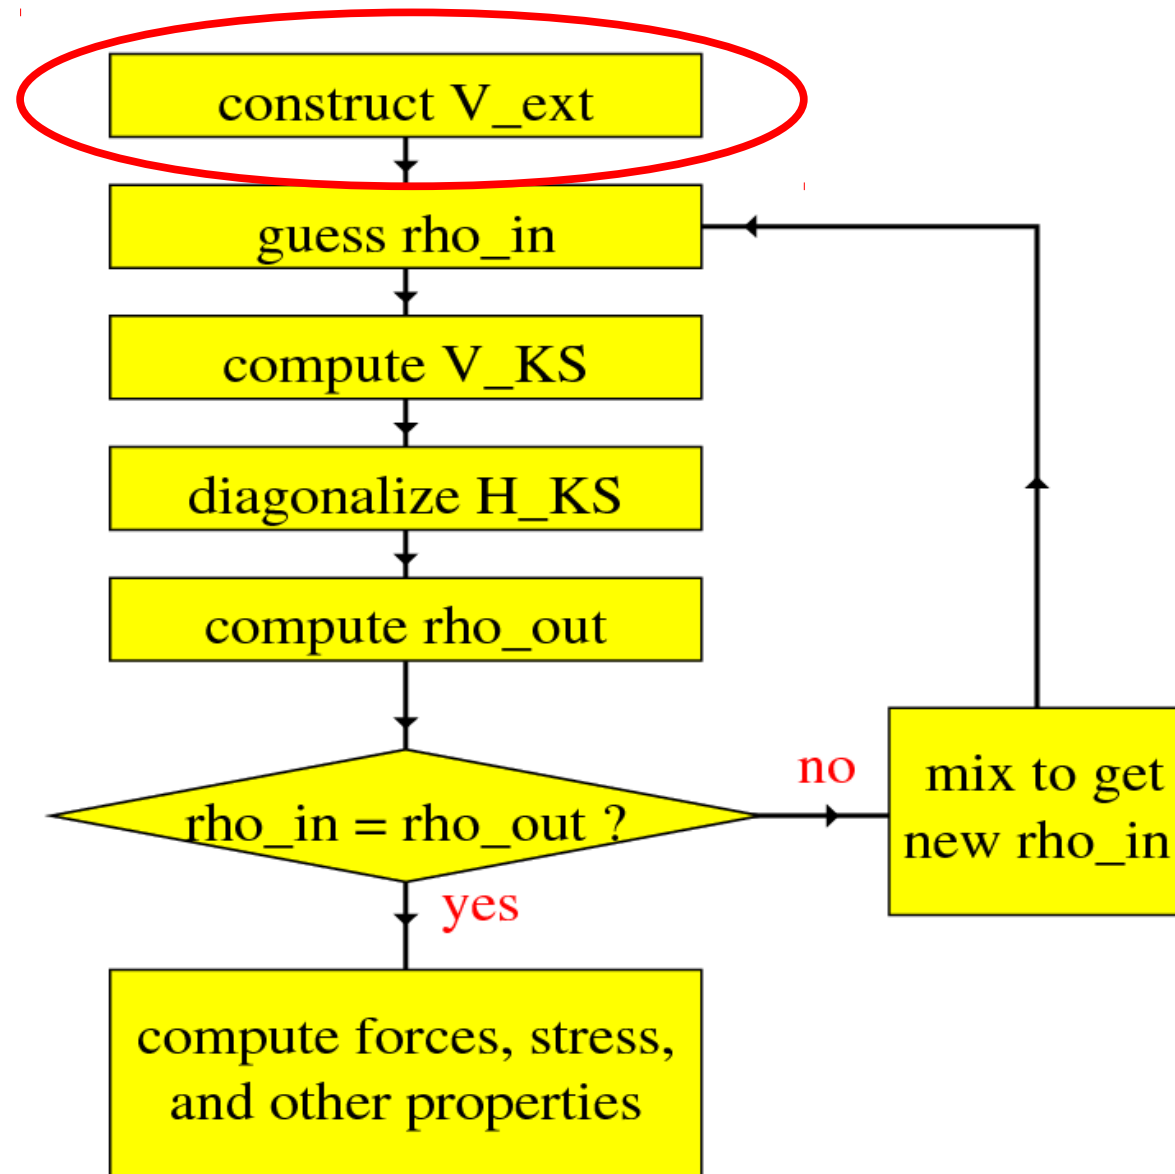 construct V_ext
guess rho_in
compute V_KS
diagonalize H_KS
compute rho_out
rho_in = rho_out ?
no
mix to get
new rho_in
yes
compute forces, stress,
and other properties